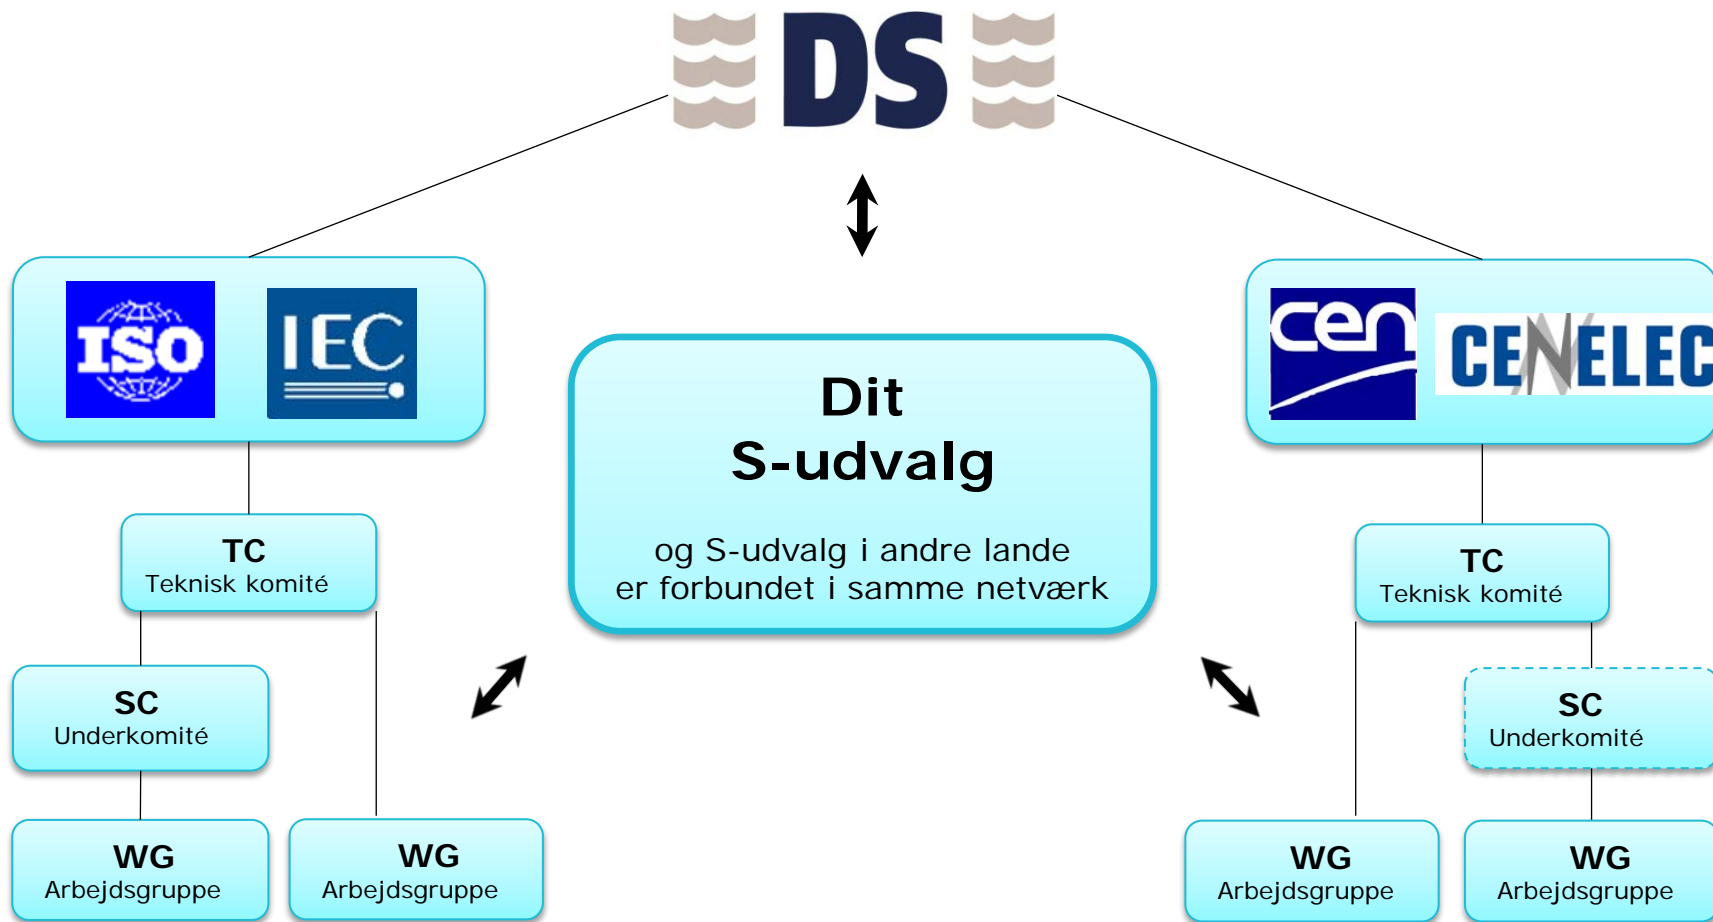 DS
ISO
IEC
cen
CENELEC
Dit
S-udvalg
og S-udvalg i andre lande
er forbundet i samme netværk
TC
Teknisk komité
TC
Teknisk komité
SC
Underkomité
SC
Underkomité
WG
Arbejdsgruppe
WG
Arbejdsgruppe
WG
Arbejdsgruppe
WG
Arbejdsgruppe